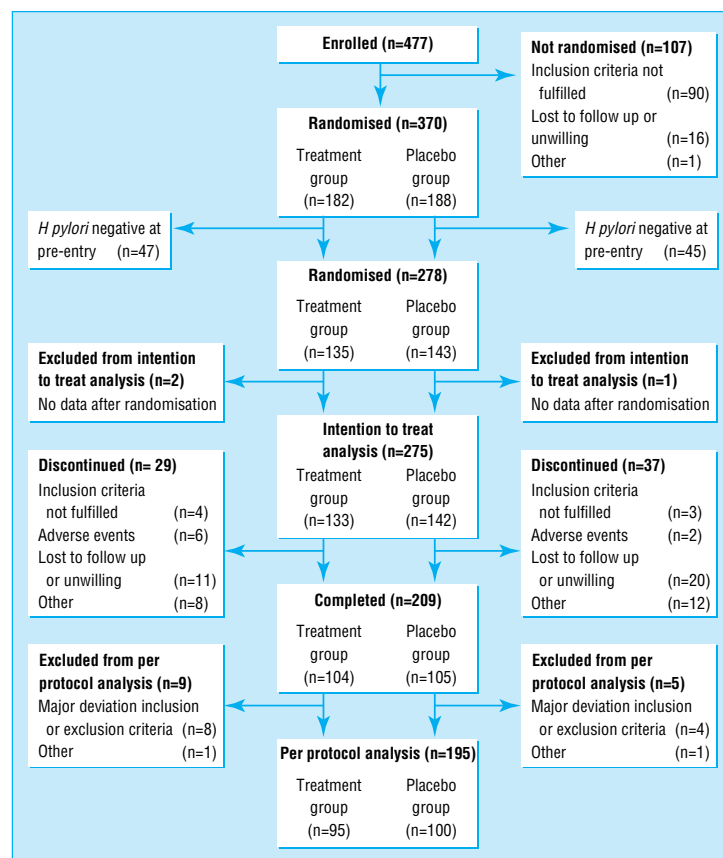 Enrolled (n=477)
Not randomised (n=107)
Inclusion criteria not
fulfilled (n=90)
Lost to follow up or
unwilling (n=16)
Other (n=1)
Randomised (n=370)
Treatment group (n=182)
Placebo group (n=188)
H pylori negative at
pre-entry (n=47)
H pylori negative at
pre-entry (n=45)
Randomised (n=278)
Treatment group (n=135)
Placebo group (n=143)
Excluded from intention
to treat analysis (n=2)
No data after randomisation
Excluded from intention
to treat analysis (n=1)
No data after randomisation
Intention to treat
analysis (n=275)
Treatment group (n=133)
Placebo group (n=142)
Discontinued (n= 29)
Inclusion criteria
not fulfilled (n=4)
Adverse events (n=6)
Lost to follow up
or unwilling (n=11)
Other (n=8)
Discontinued (n=37)
Inclusion criteria
not fulfilled (n=3)
Adverse events (n=2)
Lost to follow up
or unwilling (n=20)
Other (n=12)
Completed (n=209)
Treatment group (n=104)
Placebo group (n=105)
Excluded from per
protocol analysis (n=9)
Major deviation inclusion
or exclusion criteria (n=8)
Other (n=1)
Excluded from per
protocol analysis (n=5)
Major deviation inclusion
or exclusion criteria (n=4)
Other (n=1)
Per protocol analysis (n=195)
Treatment group (n=95)
Placebo group (n=100)